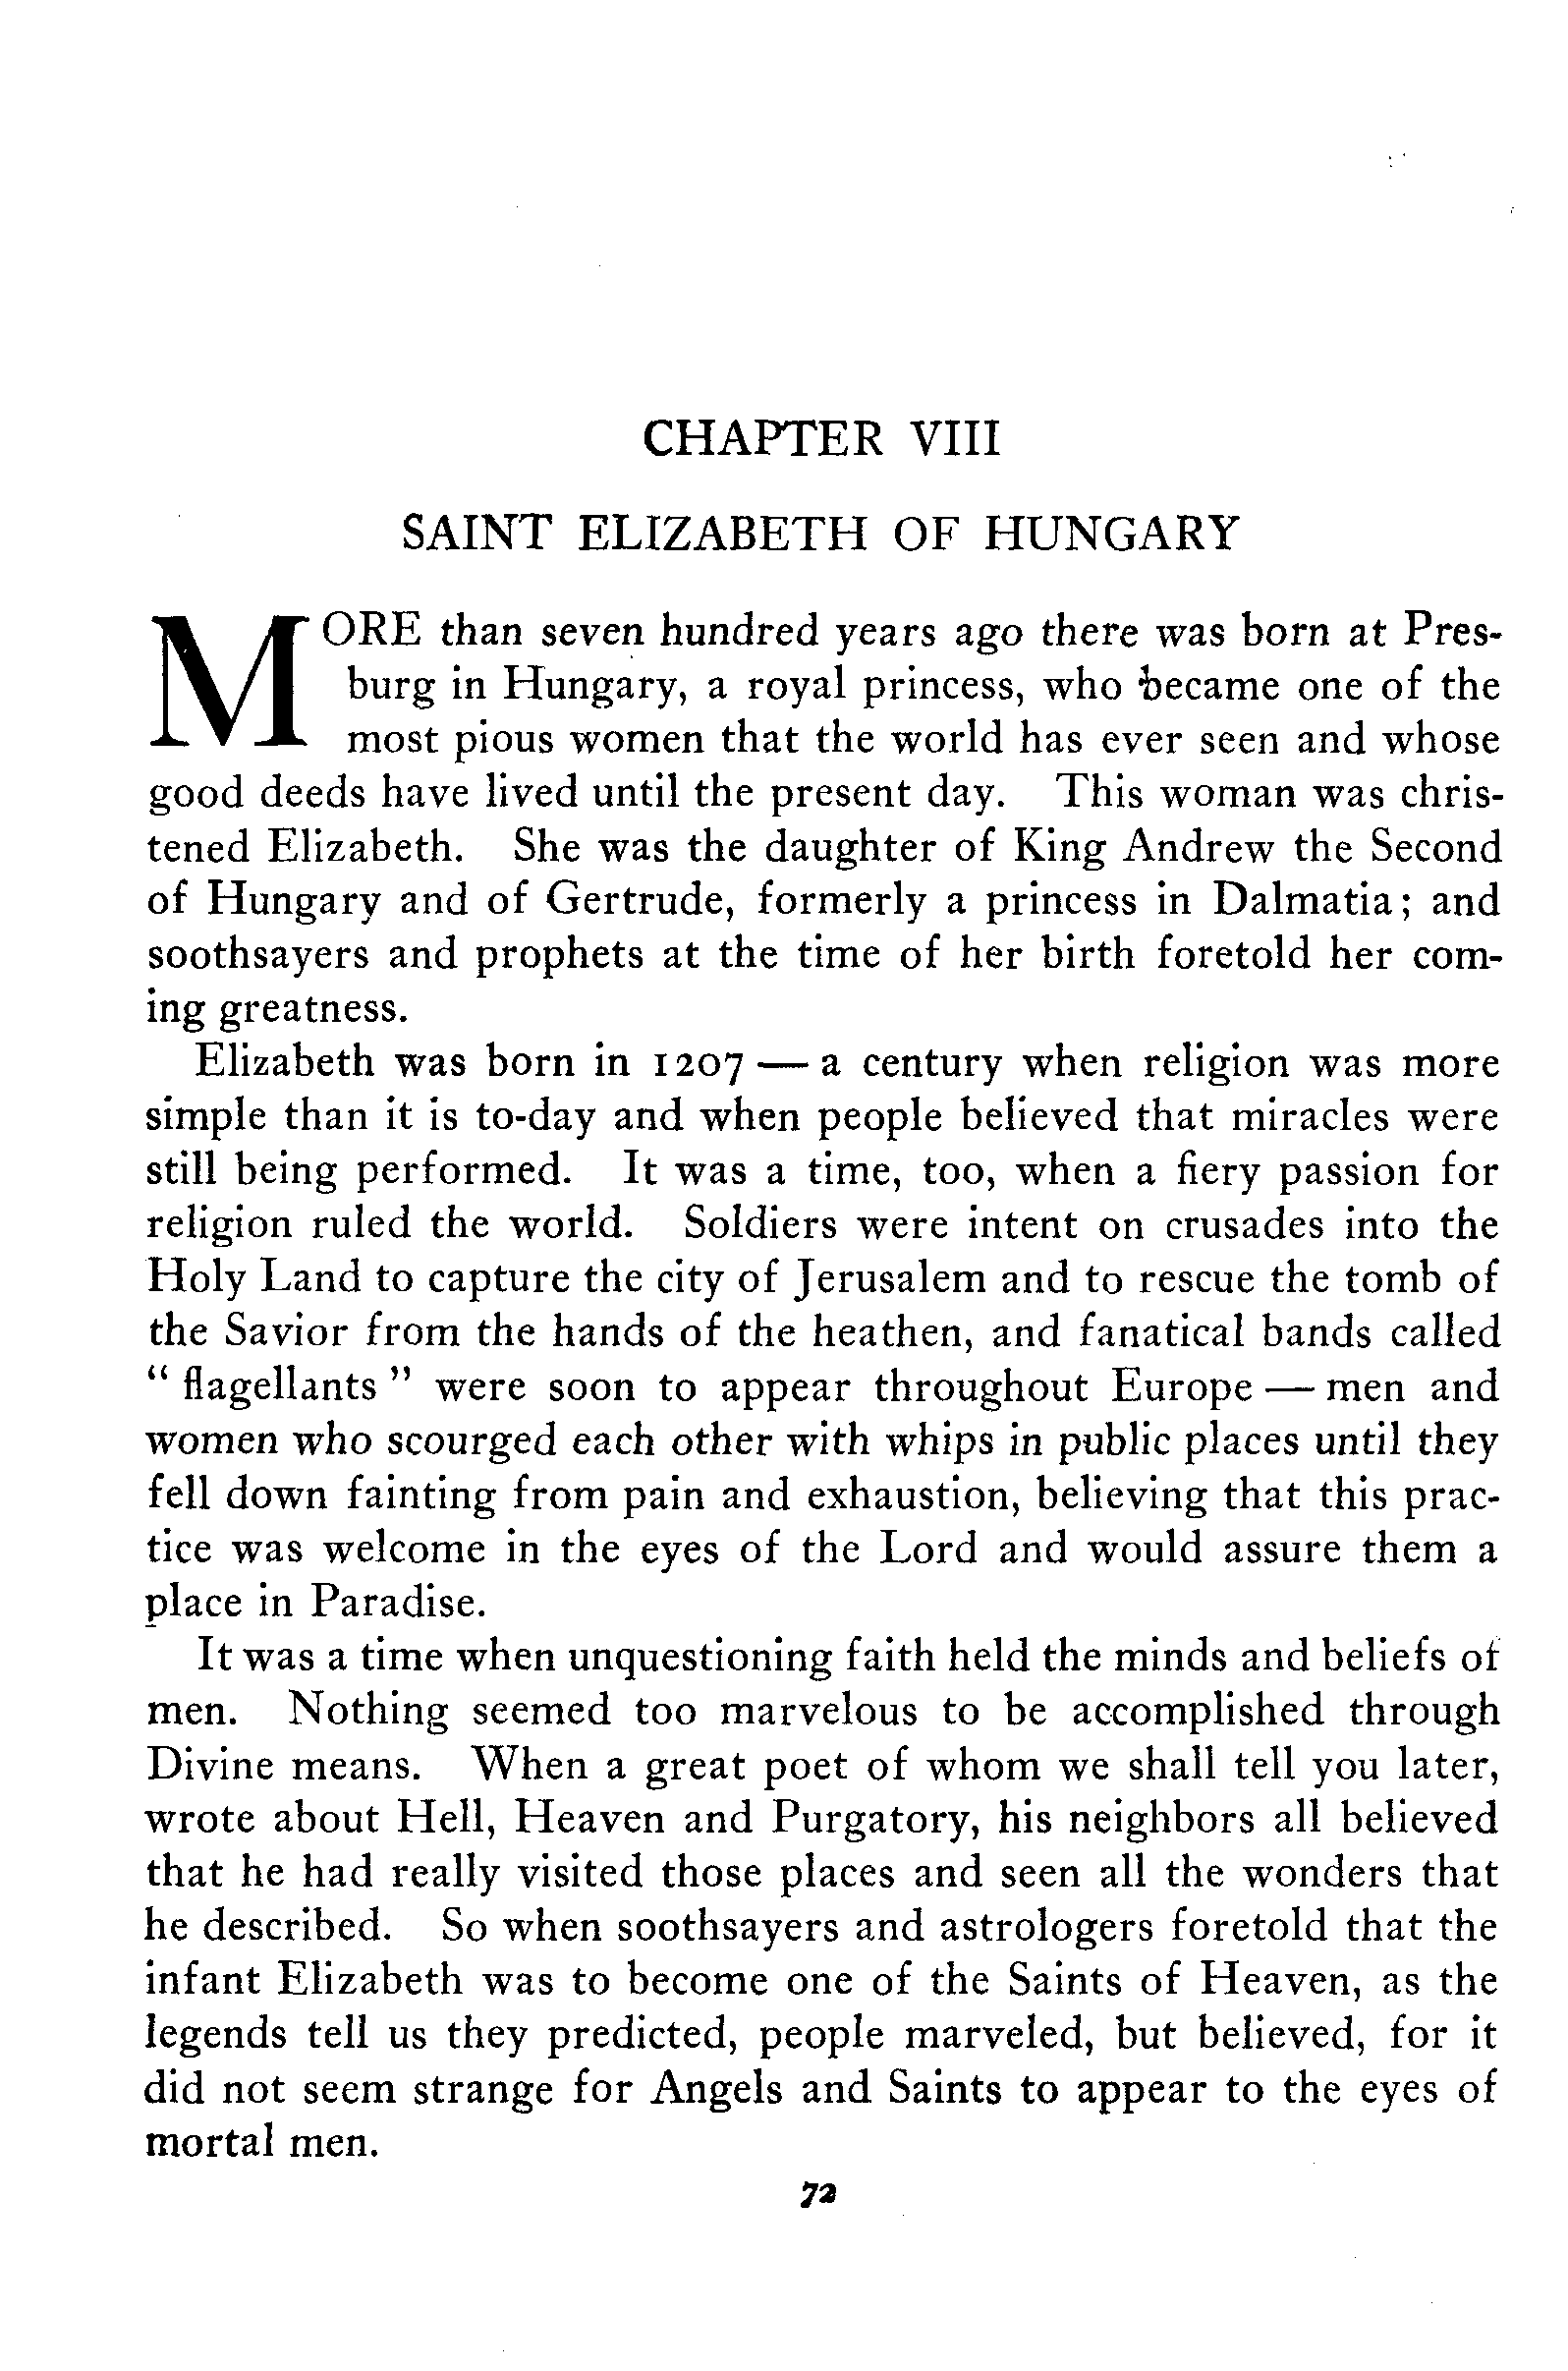 CHAPTER VIII
SAINT ELIZABETH OF HUNGARY
MORE than seven hundred years ago there was born at Pres-
burg in Hungary, a royal princess, who became one of the
most pious women that the world has ever seen and whose
good deeds have lived until the present day. This woman was chris-
tened Elizabeth. She was the daughter of King Andrew the Second
of Hungary and of Gertrude, formerly a princess in Dalmatia; and
soothsayers and prophets at the time of her birth foretold her com-
ing greatness.
Elizabeth was born in 1207 — a century when religion was more
simple than it is to-day and when people believed that miracles were
still being performed. It was a time, too, when a fiery passion for
religion ruled the world. Soldiers were intent on crusades into the
Holy Land to capture the city of Jerusalem and to rescue the tomb of
the Savior from the hands of the heathen, and fanatical bands called
" flagellants " were soon to appear throughout Europe — men and
women who scourged each other with whips in public places until they
fell down fainting from pain and exhaustion, believing that this prac-
tice was welcome in the eyes of the Lord and would assure them a
place in Paradise.
It was a time when unquestioning faith held the minds and beliefs of
men. Nothing seemed too marvelous to be accomplished through
Divine means. When a great poet of whom we shall tell you later,
wrote about Hell, Heaven and Purgatory, his neighbors all believed
that he had really visited those places and seen all the wonders that
he described. So when soothsayers and astrologers foretold that the
infant Elizabeth was to become one of the Saints of Heaven, as the
legends tell us they predicted, people marveled, but believed, for it
did not seem strange for Angels and Saints to appear to the eyes of
mortal men.
72